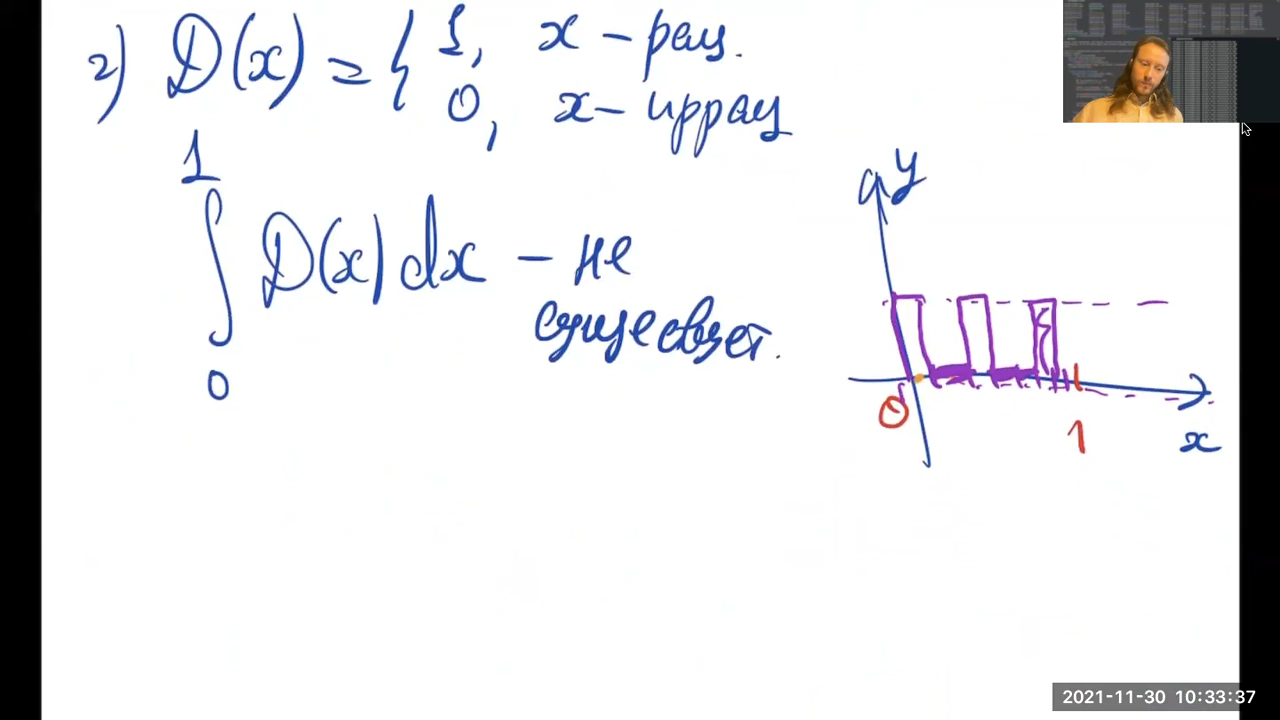 2) D(x) = { 1, x – рац.
0, x – иррац
1
∫ D(x) dx – не
существует.
0
y
0
1
x
2021-11-30 10:33:37